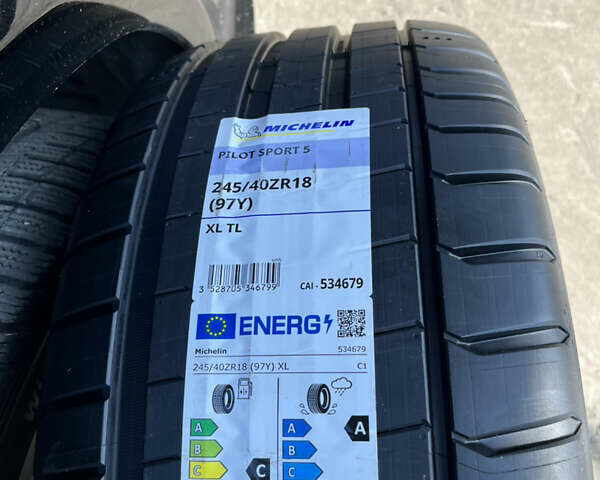 MICHELIN
PILOT SPORT 5
245/40ZR18
(97Y)
XL TL
3 528705 346799
CAI - 534679
ENERG
Michelin 534679
245/40ZR18 (97Y) XL C1
A A A
B B
C C C